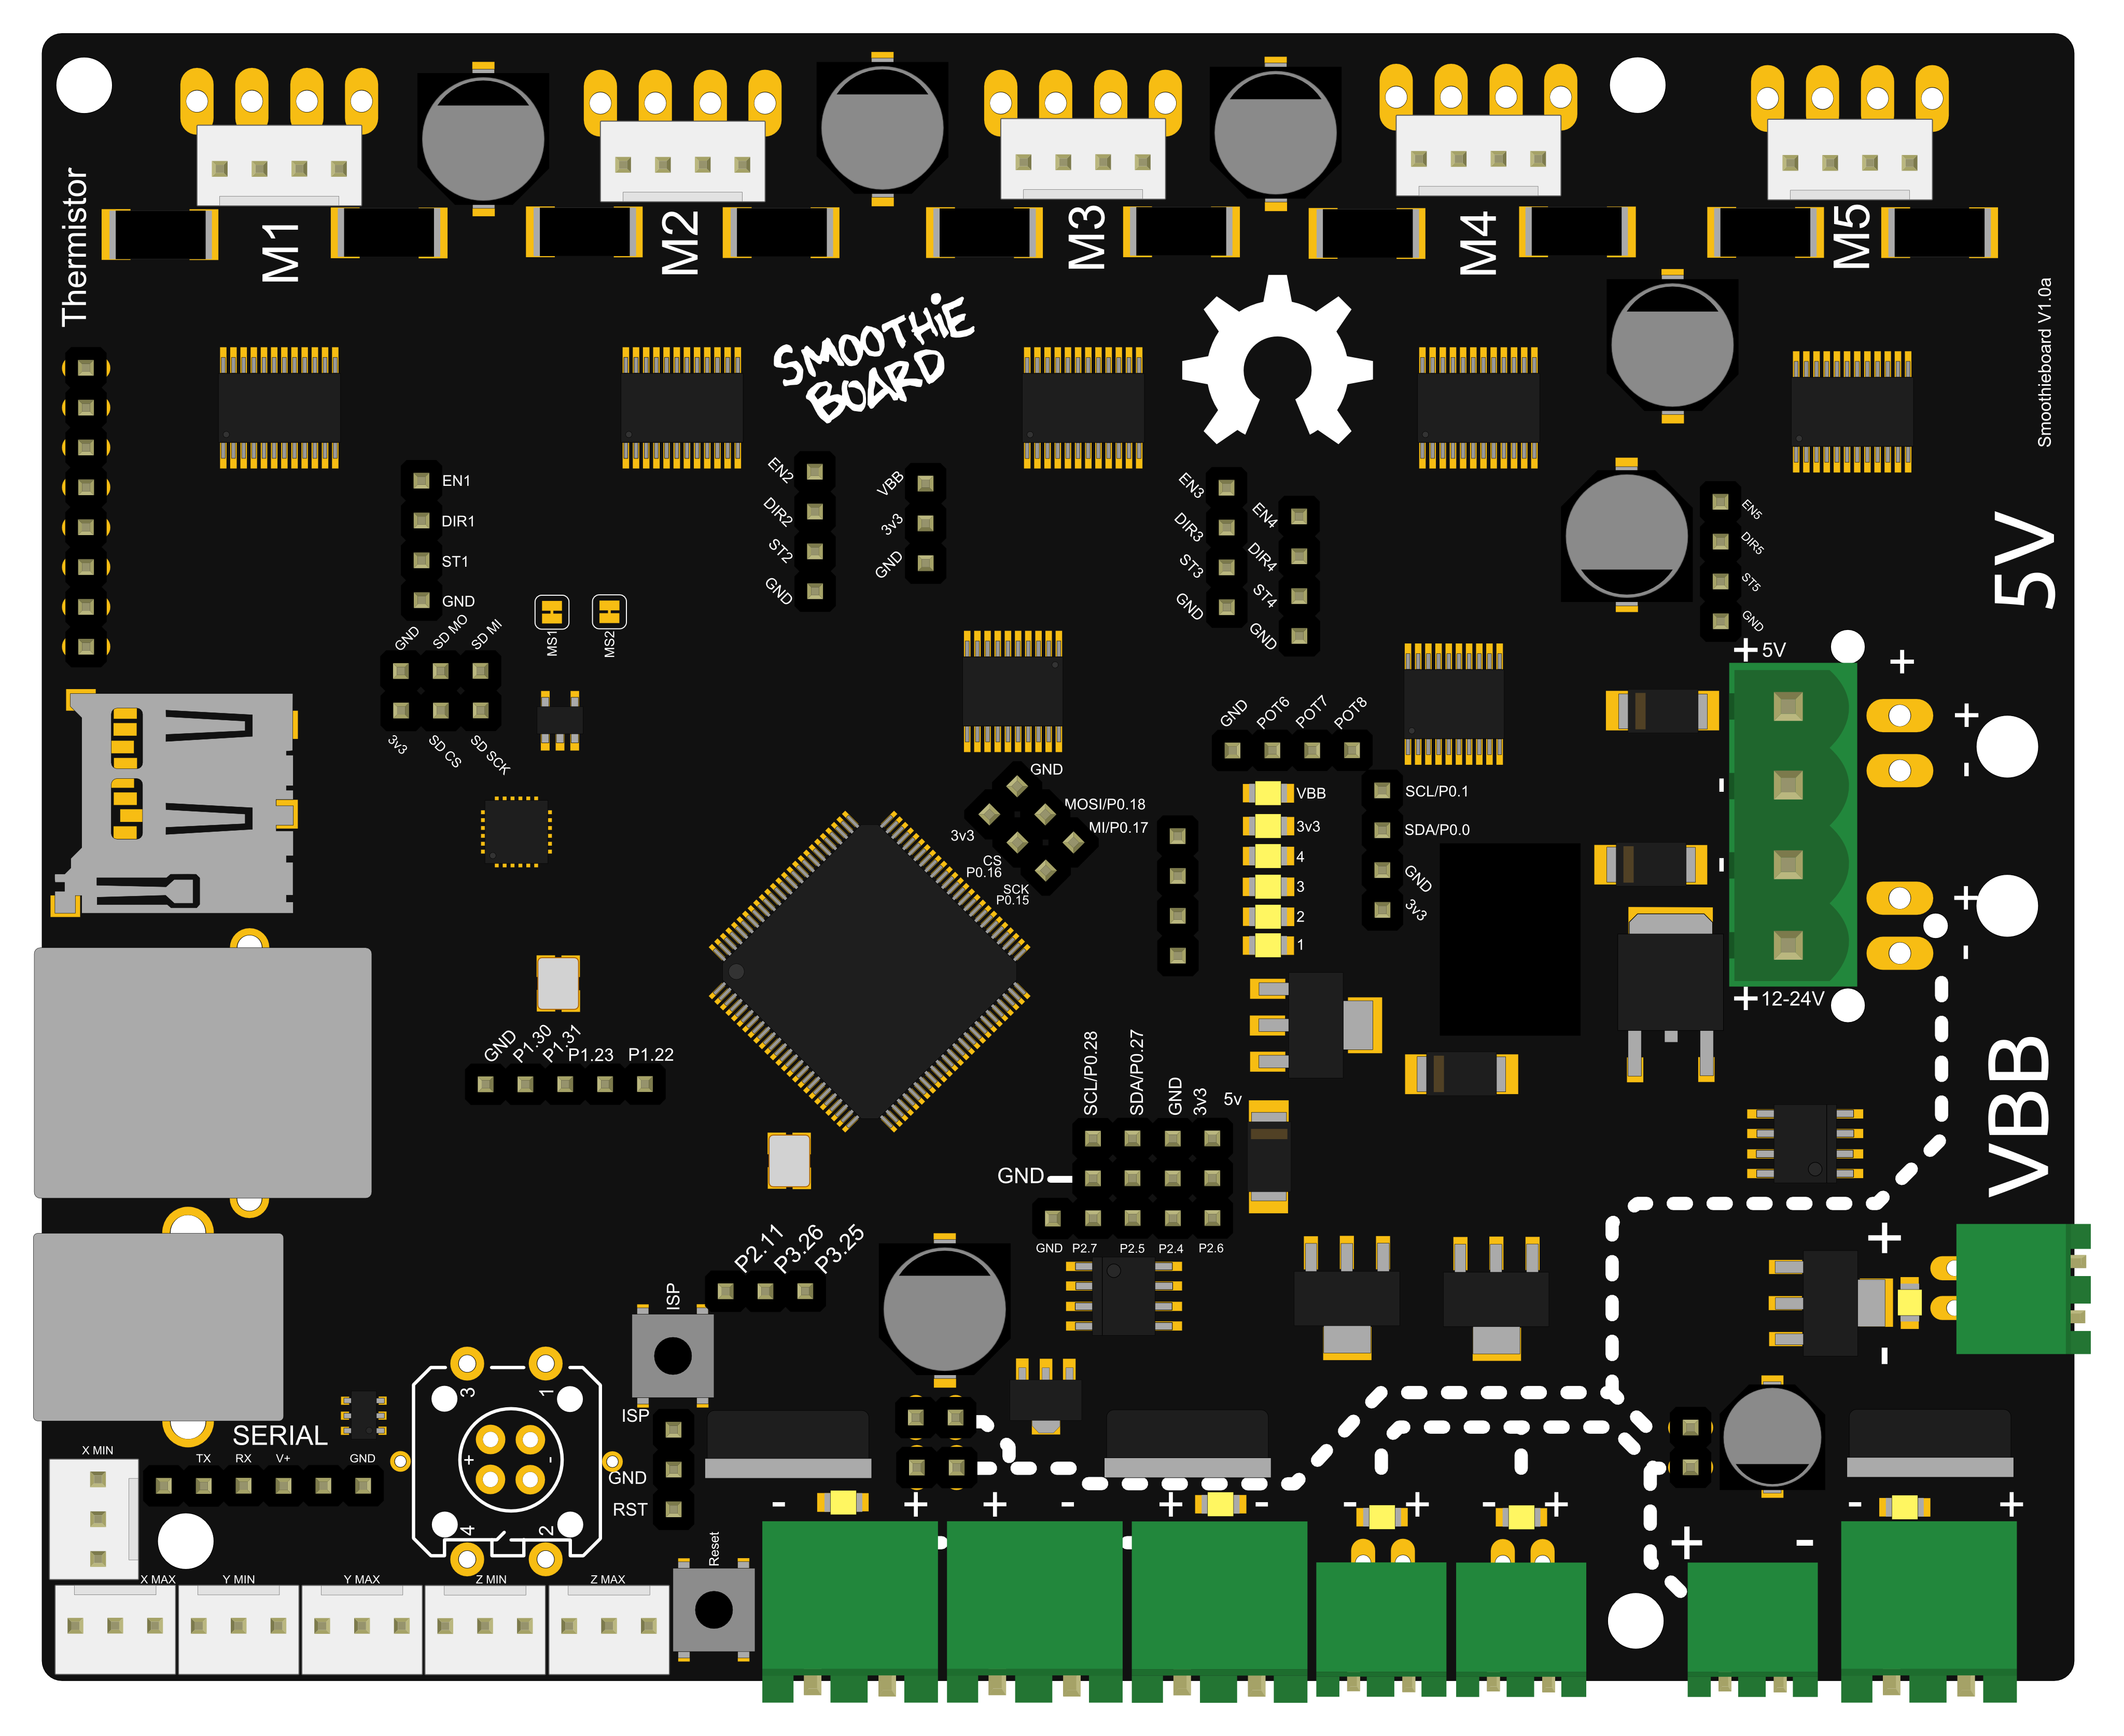 Thermistor
M1
M2
M3
M4
M5
SMOOTHIE
BOARD
Smoothieboard V1.0a
EN1
DIR1
ST1
GND
EN2
DIR2
ST2
GND
VBB
3v3
GND
EN3
DIR3
ST3
GND
EN4
DIR4
ST4
GND
EN5
DIR5
ST5
GND
5V
GND
SD MO
SD MI
3v3
SD CS
SD SCK
MS1
MS2
+ 5V
+
+
-
-
-
+
-
+ 12-24V
VBB
GND
POT6
POT7
POT8
VBB
3v3
4
3
2
1
SCL/P0.1
SDA/P0.0
GND
3v3
GND
MOSI/P0.18
MI/P0.17
3v3
CS
P0.16
SCK
P0.15
GND
P1.30
P1.31
P1.23
P1.22
SCL/P0.28
SDA/P0.27
GND
3v3
5v
GND
GND
P2.7
P2.5
P2.4
P2.6
P2.11
P3.26
P3.25
ISP
ISP
GND
RST
Reset
+
-
3
1
+
-
4
2
SERIAL
TX
RX
V+
GND
X MIN
X MAX
Y MIN
Y MAX
Z MIN
Z MAX
- + + - + - - + - + + - - +